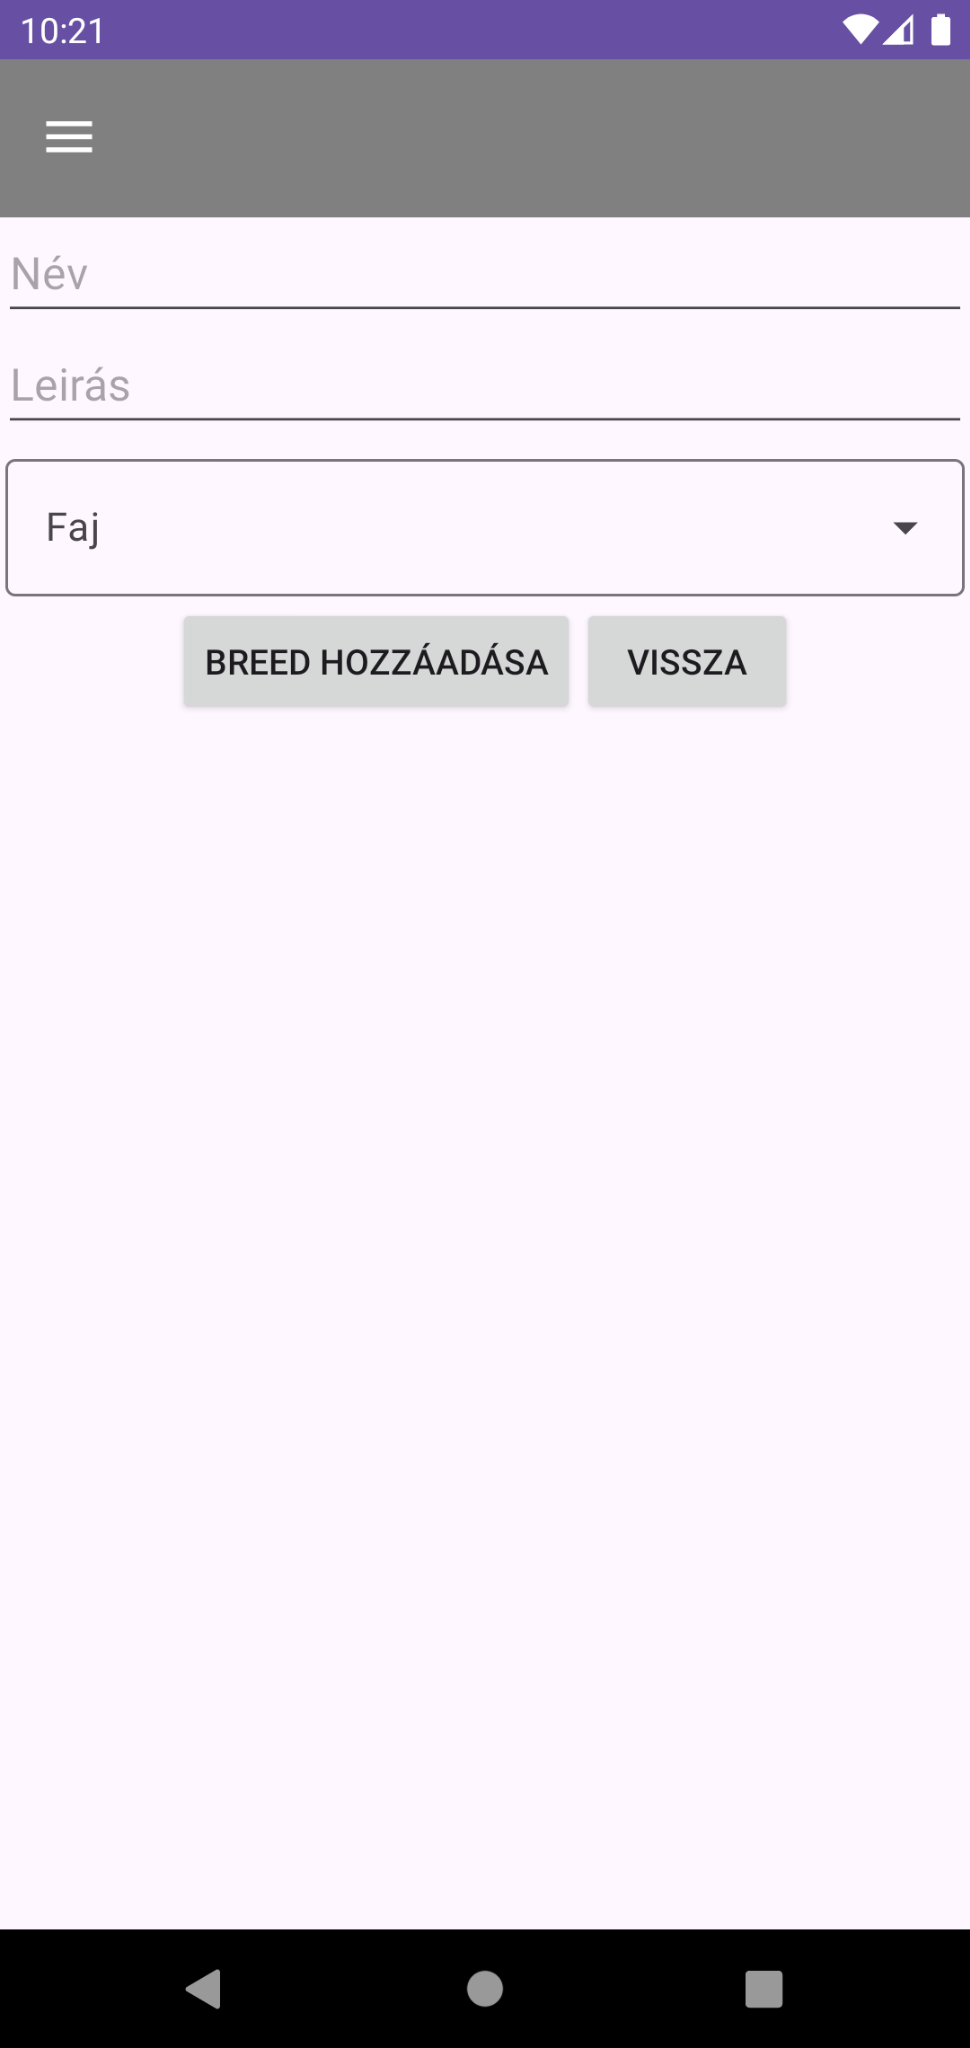 10:21
Név
Leirás
Faj
BREED HOZZÁADÁSA VISSZA